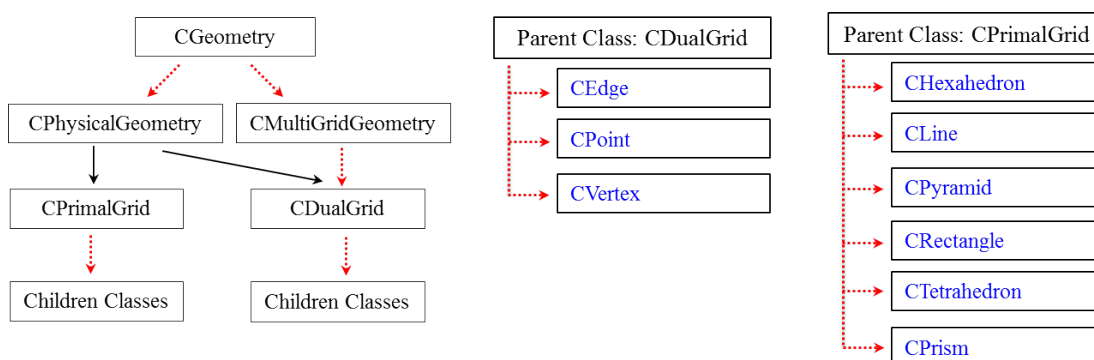 CGeometry
CPhysicalGeometry
CMultiGridGeometry
CPrimalGrid
CDualGrid
Children Classes
Children Classes
Parent Class: CDualGrid
CEdge
CPoint
CVertex
Parent Class: CPrimalGrid
CHexahedron
CLine
CPyramid
CRectangle
CTetrahedron
CPrism